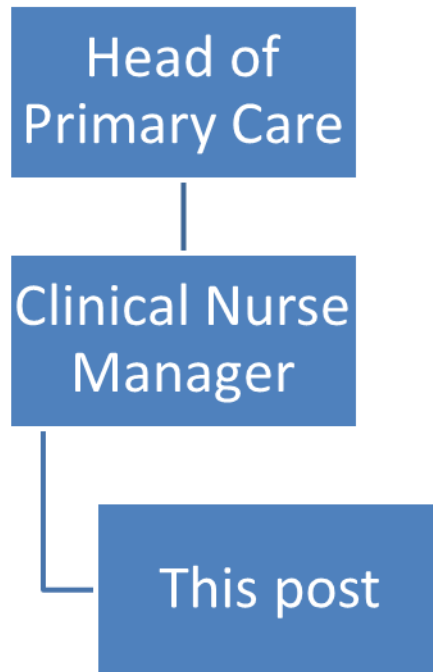 Head of
Primary Care
Clinical Nurse
Manager
This post